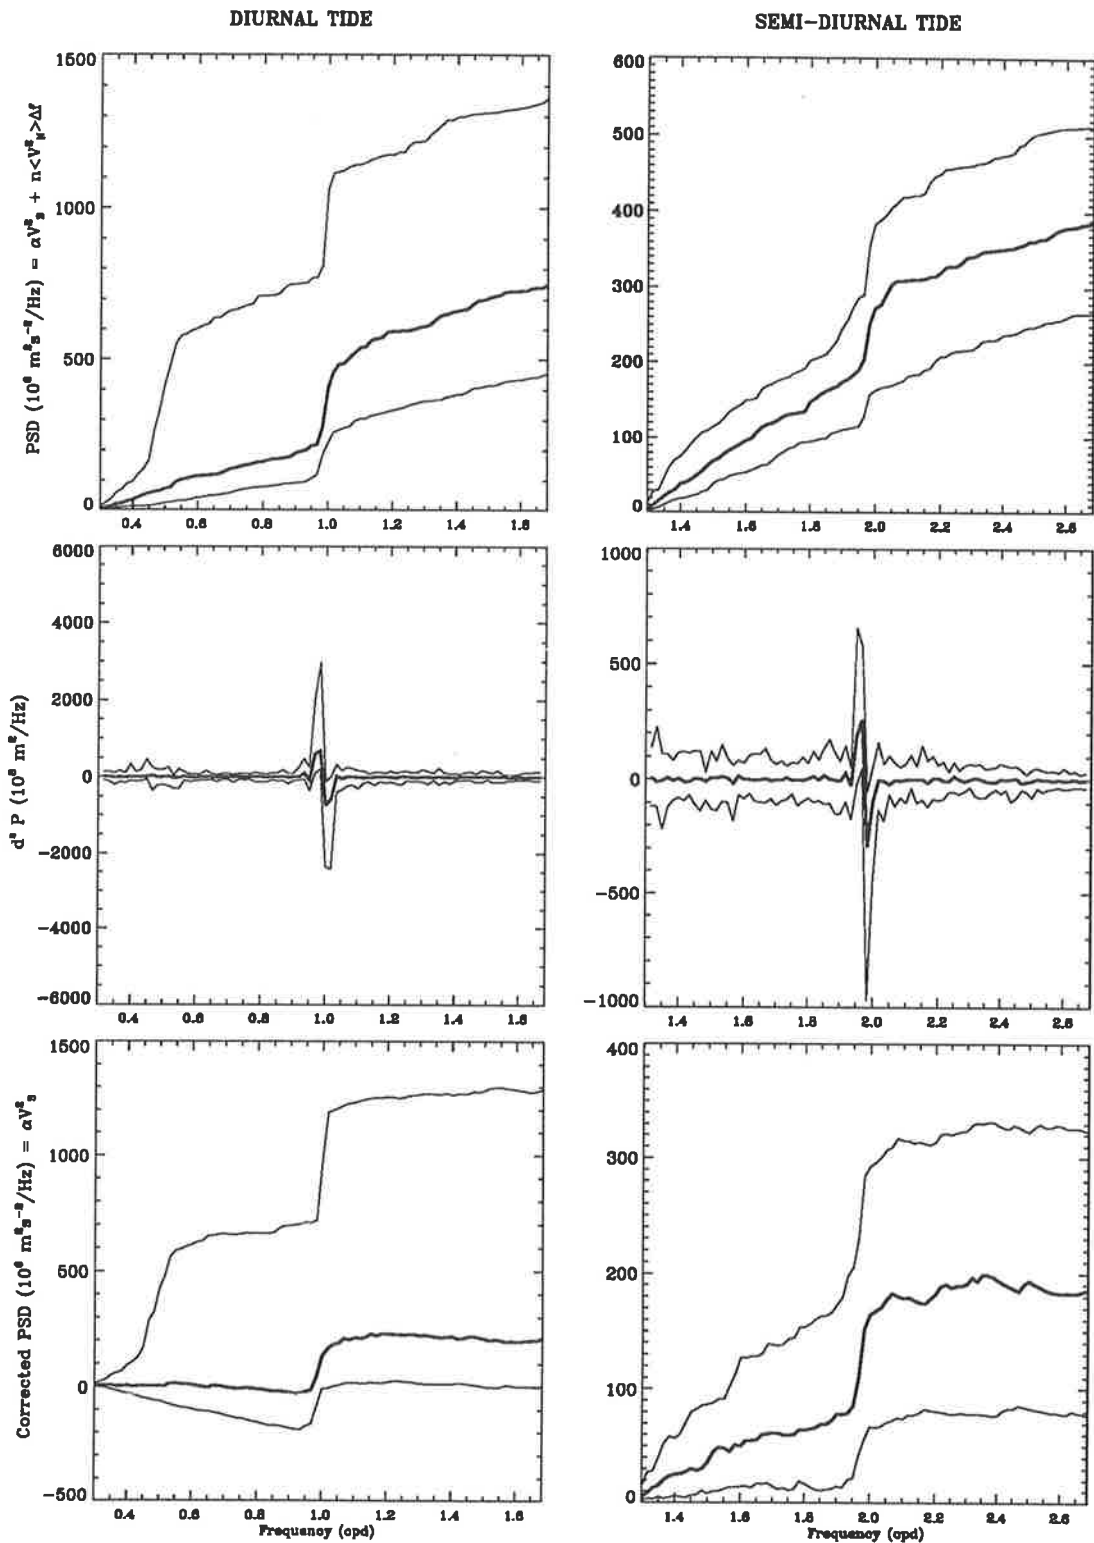 DIURNAL TIDE
SEMI-DIURNAL TIDE
PSD (10⁶ m²s⁻²/Hz) = αV²ₛ + n<V²ₙ>Δf
1500
1000
500
0
0.4 0.6 0.8 1.0 1.2 1.4 1.6
600
500
400
300
200
100
0
1.4 1.6 1.8 2.0 2.2 2.4 2.6
d² P (10⁶ m²/Hz)
6000
4000
2000
0
-2000
-4000
-6000
0.4 0.6 0.8 1.0 1.2 1.4 1.6
1000
500
0
-500
-1000
1.4 1.6 1.8 2.0 2.2 2.4 2.6
Corrected PSD (10⁶ m²s⁻²/Hz) = αV²ₛ
1500
1000
500
0
-500
0.4 0.6 0.8 1.0 1.2 1.4 1.6
Frequency (cpd)
400
300
200
100
0
1.4 1.6 1.8 2.0 2.2 2.4 2.6
Frequency (cpd)